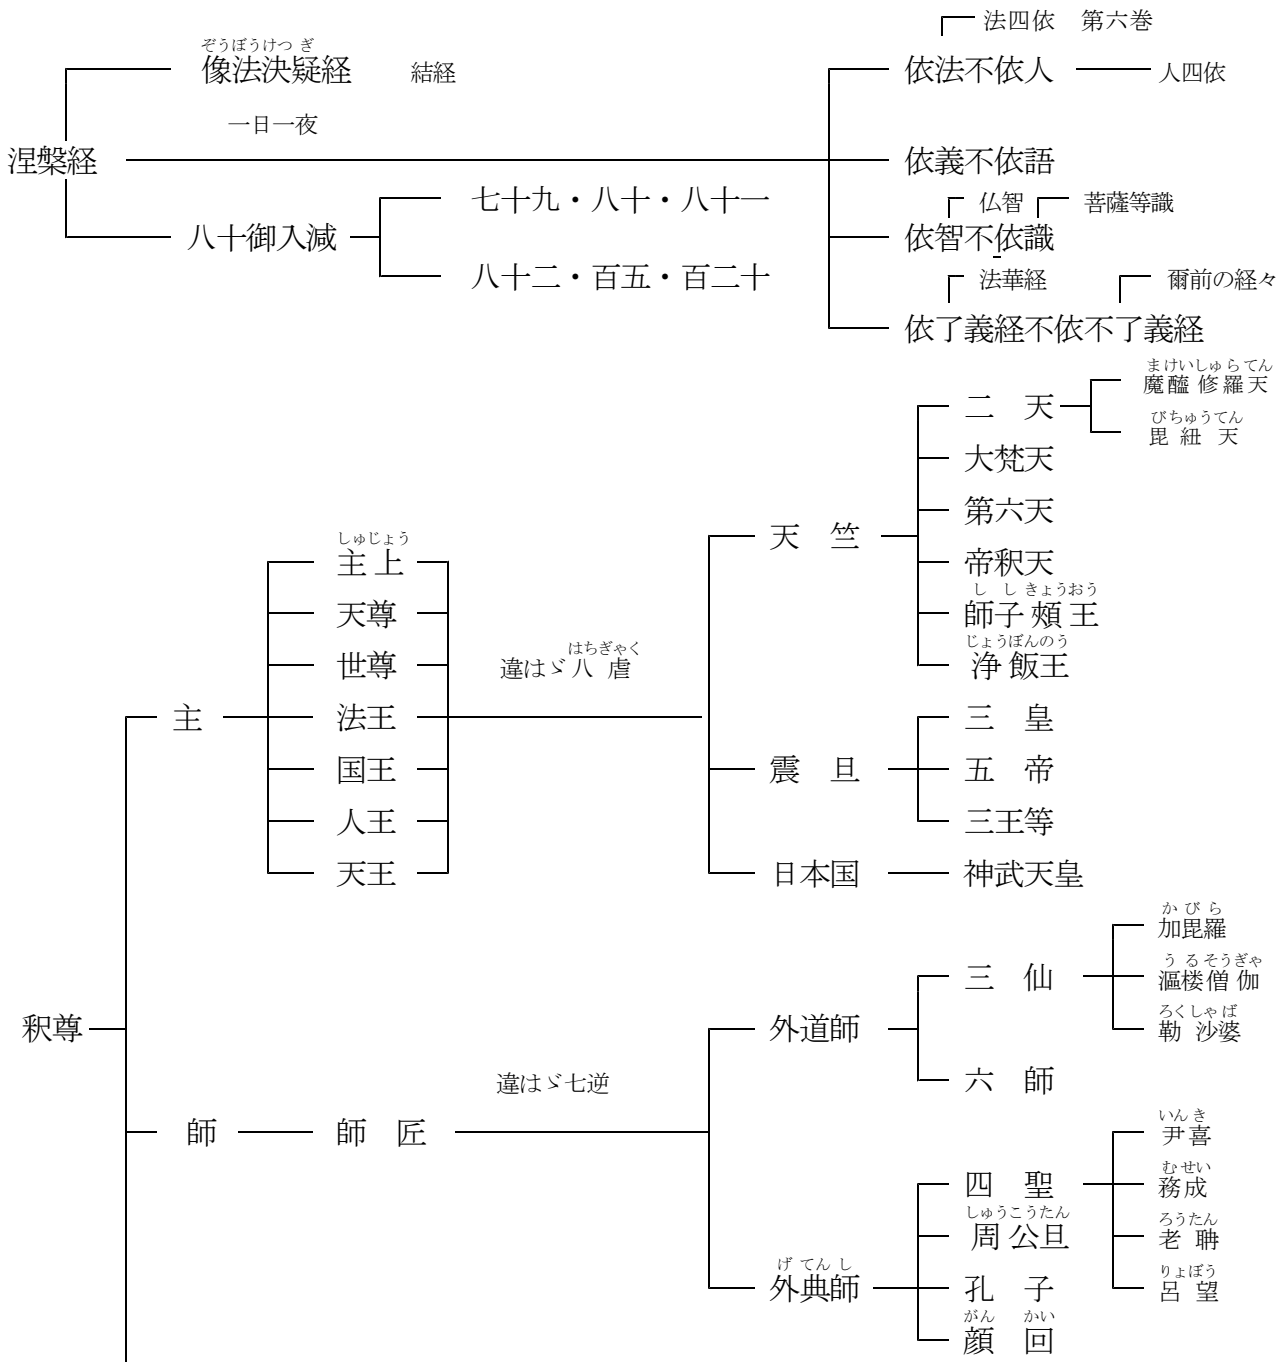 法四依　第六巻
ぞうぼうけつぎ
像法決疑経　結経
依法不依人　人四依
一日一夜
涅槃経
依義不依語
七十九・八十・八十一
仏智　菩薩等識
八十御入減
依智不依識
八十二・百五・百二十
法華経　爾前の経々
依了義経不依不了義経
まけいしゅらてん
魔醯修羅天
二　天
びちゅうてん
毘紐天
大梵天
第六天
天　竺
しゅじょう
主上
帝釈天
ししきょうおう
天尊
師子頰王
はちぎゃく
違はゞ八虐
じょうぼんのう
世尊
浄飯王
主
法王
三　皇
国王
震　旦
五　帝
人王
三王等
天王
日本国
神武天皇
かびら
加毘羅
三　仙
うるそうぎゃ
漚楼僧伽
釈尊
外道師
ろくしゃば
勒沙婆
違はゞ七逆
六　師
いんき
尹喜
師
師　匠
四　聖
むせい
務成
しゅうこうたん
周公旦
ろうたん
老聃
げてんし
外典師
孔　子
りょぼう
呂望
がん　かい
顔　回